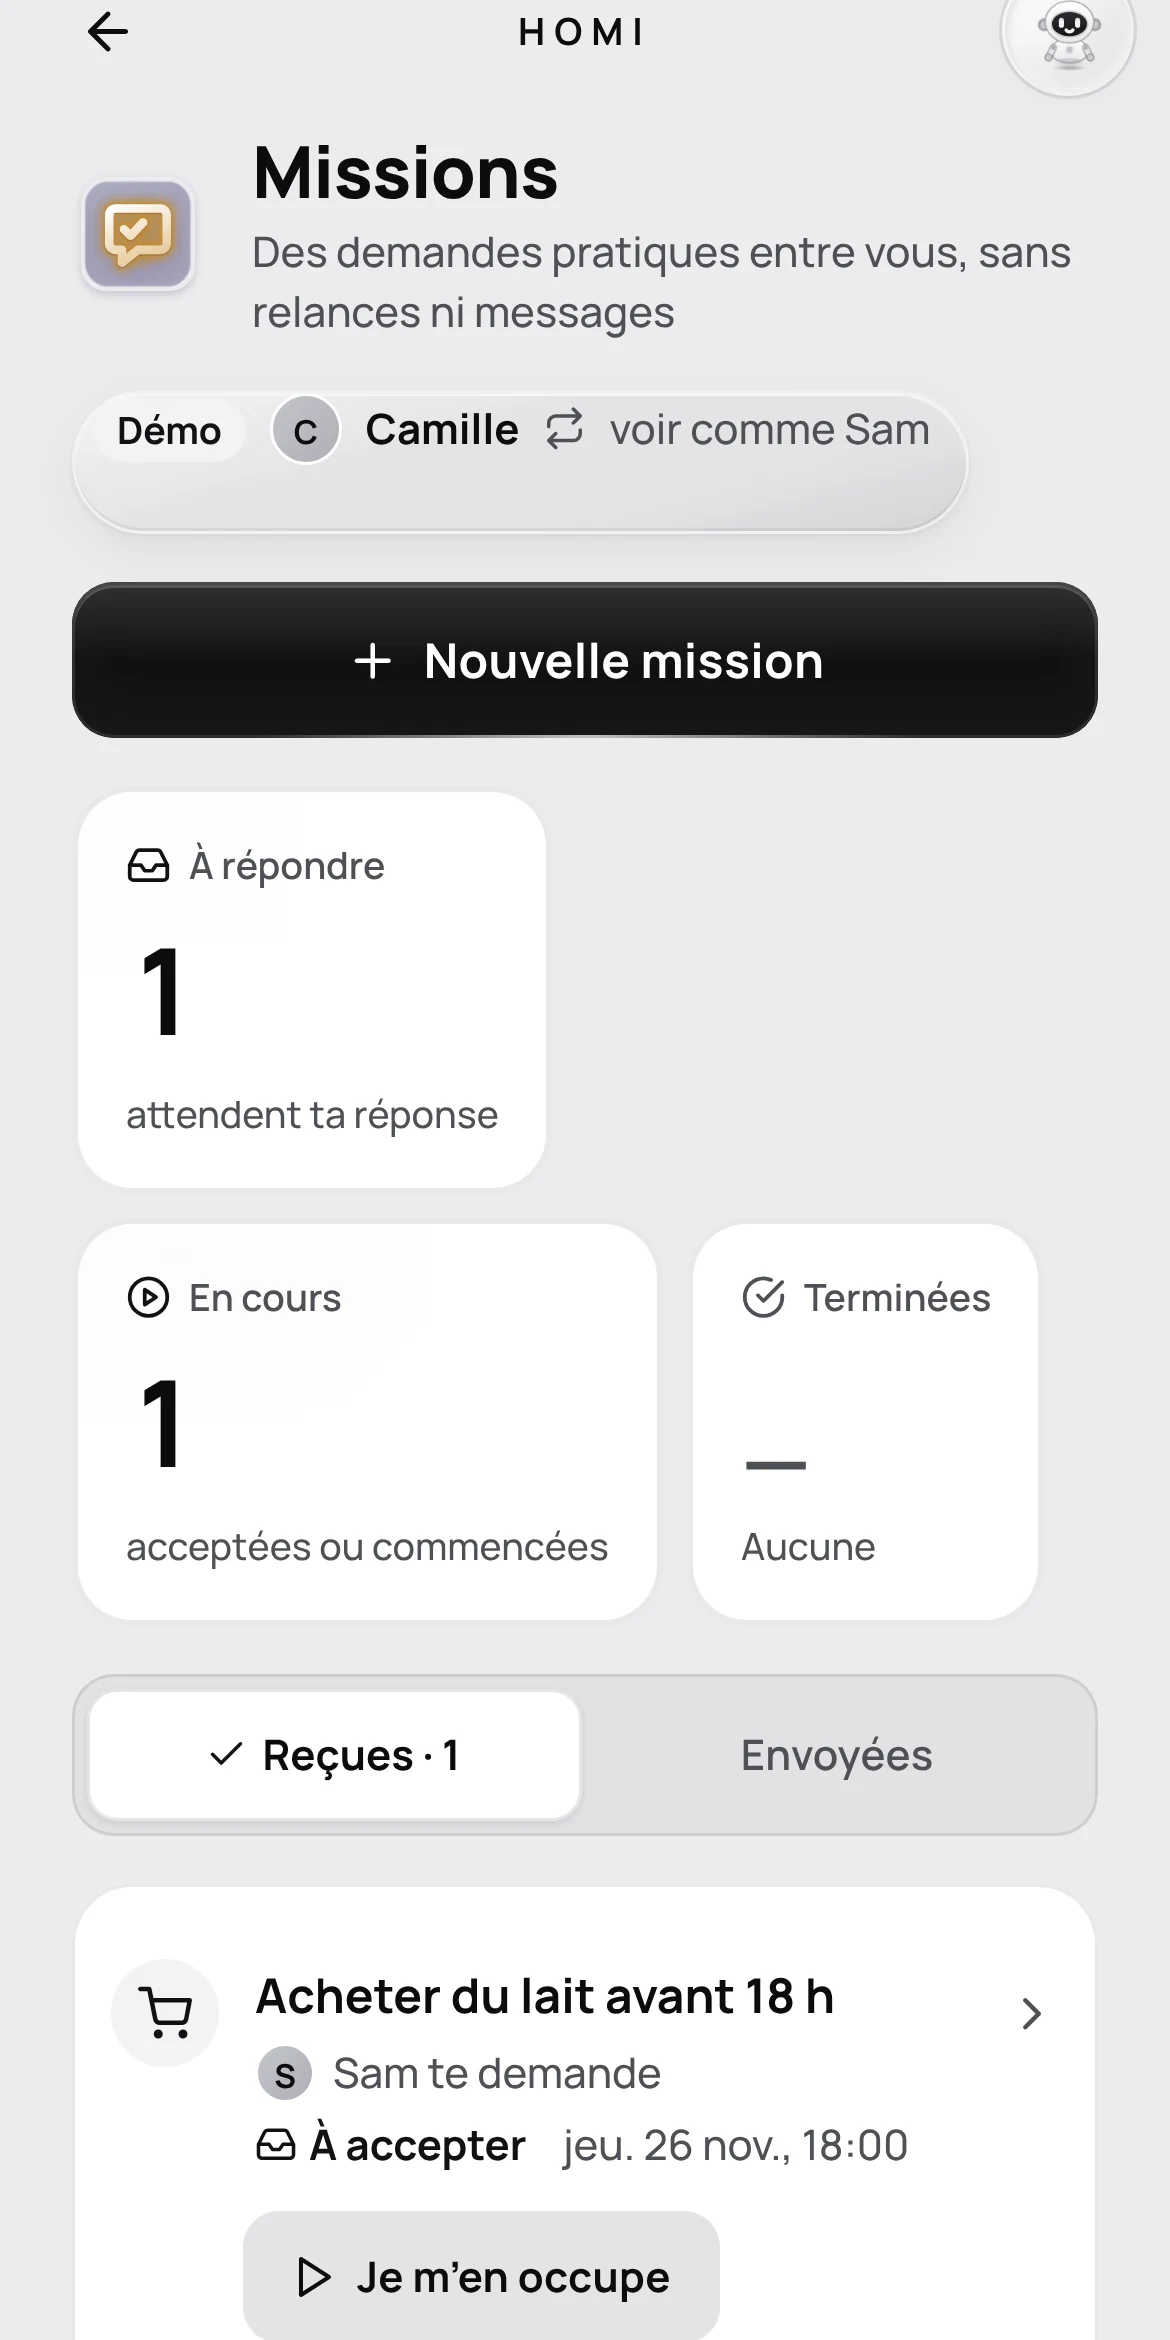 HOMI
Missions
Des demandes pratiques entre vous, sans
relances ni messages
Démo C Camille voir comme Sam
+ Nouvelle mission
À répondre
1
attendent ta réponse
En cours
1
acceptées ou commencées
Terminées
—
Aucune
Reçues · 1
Envoyées
Acheter du lait avant 18 h
S Sam te demande
À accepter jeu. 26 nov., 18:00
Je m’en occupe